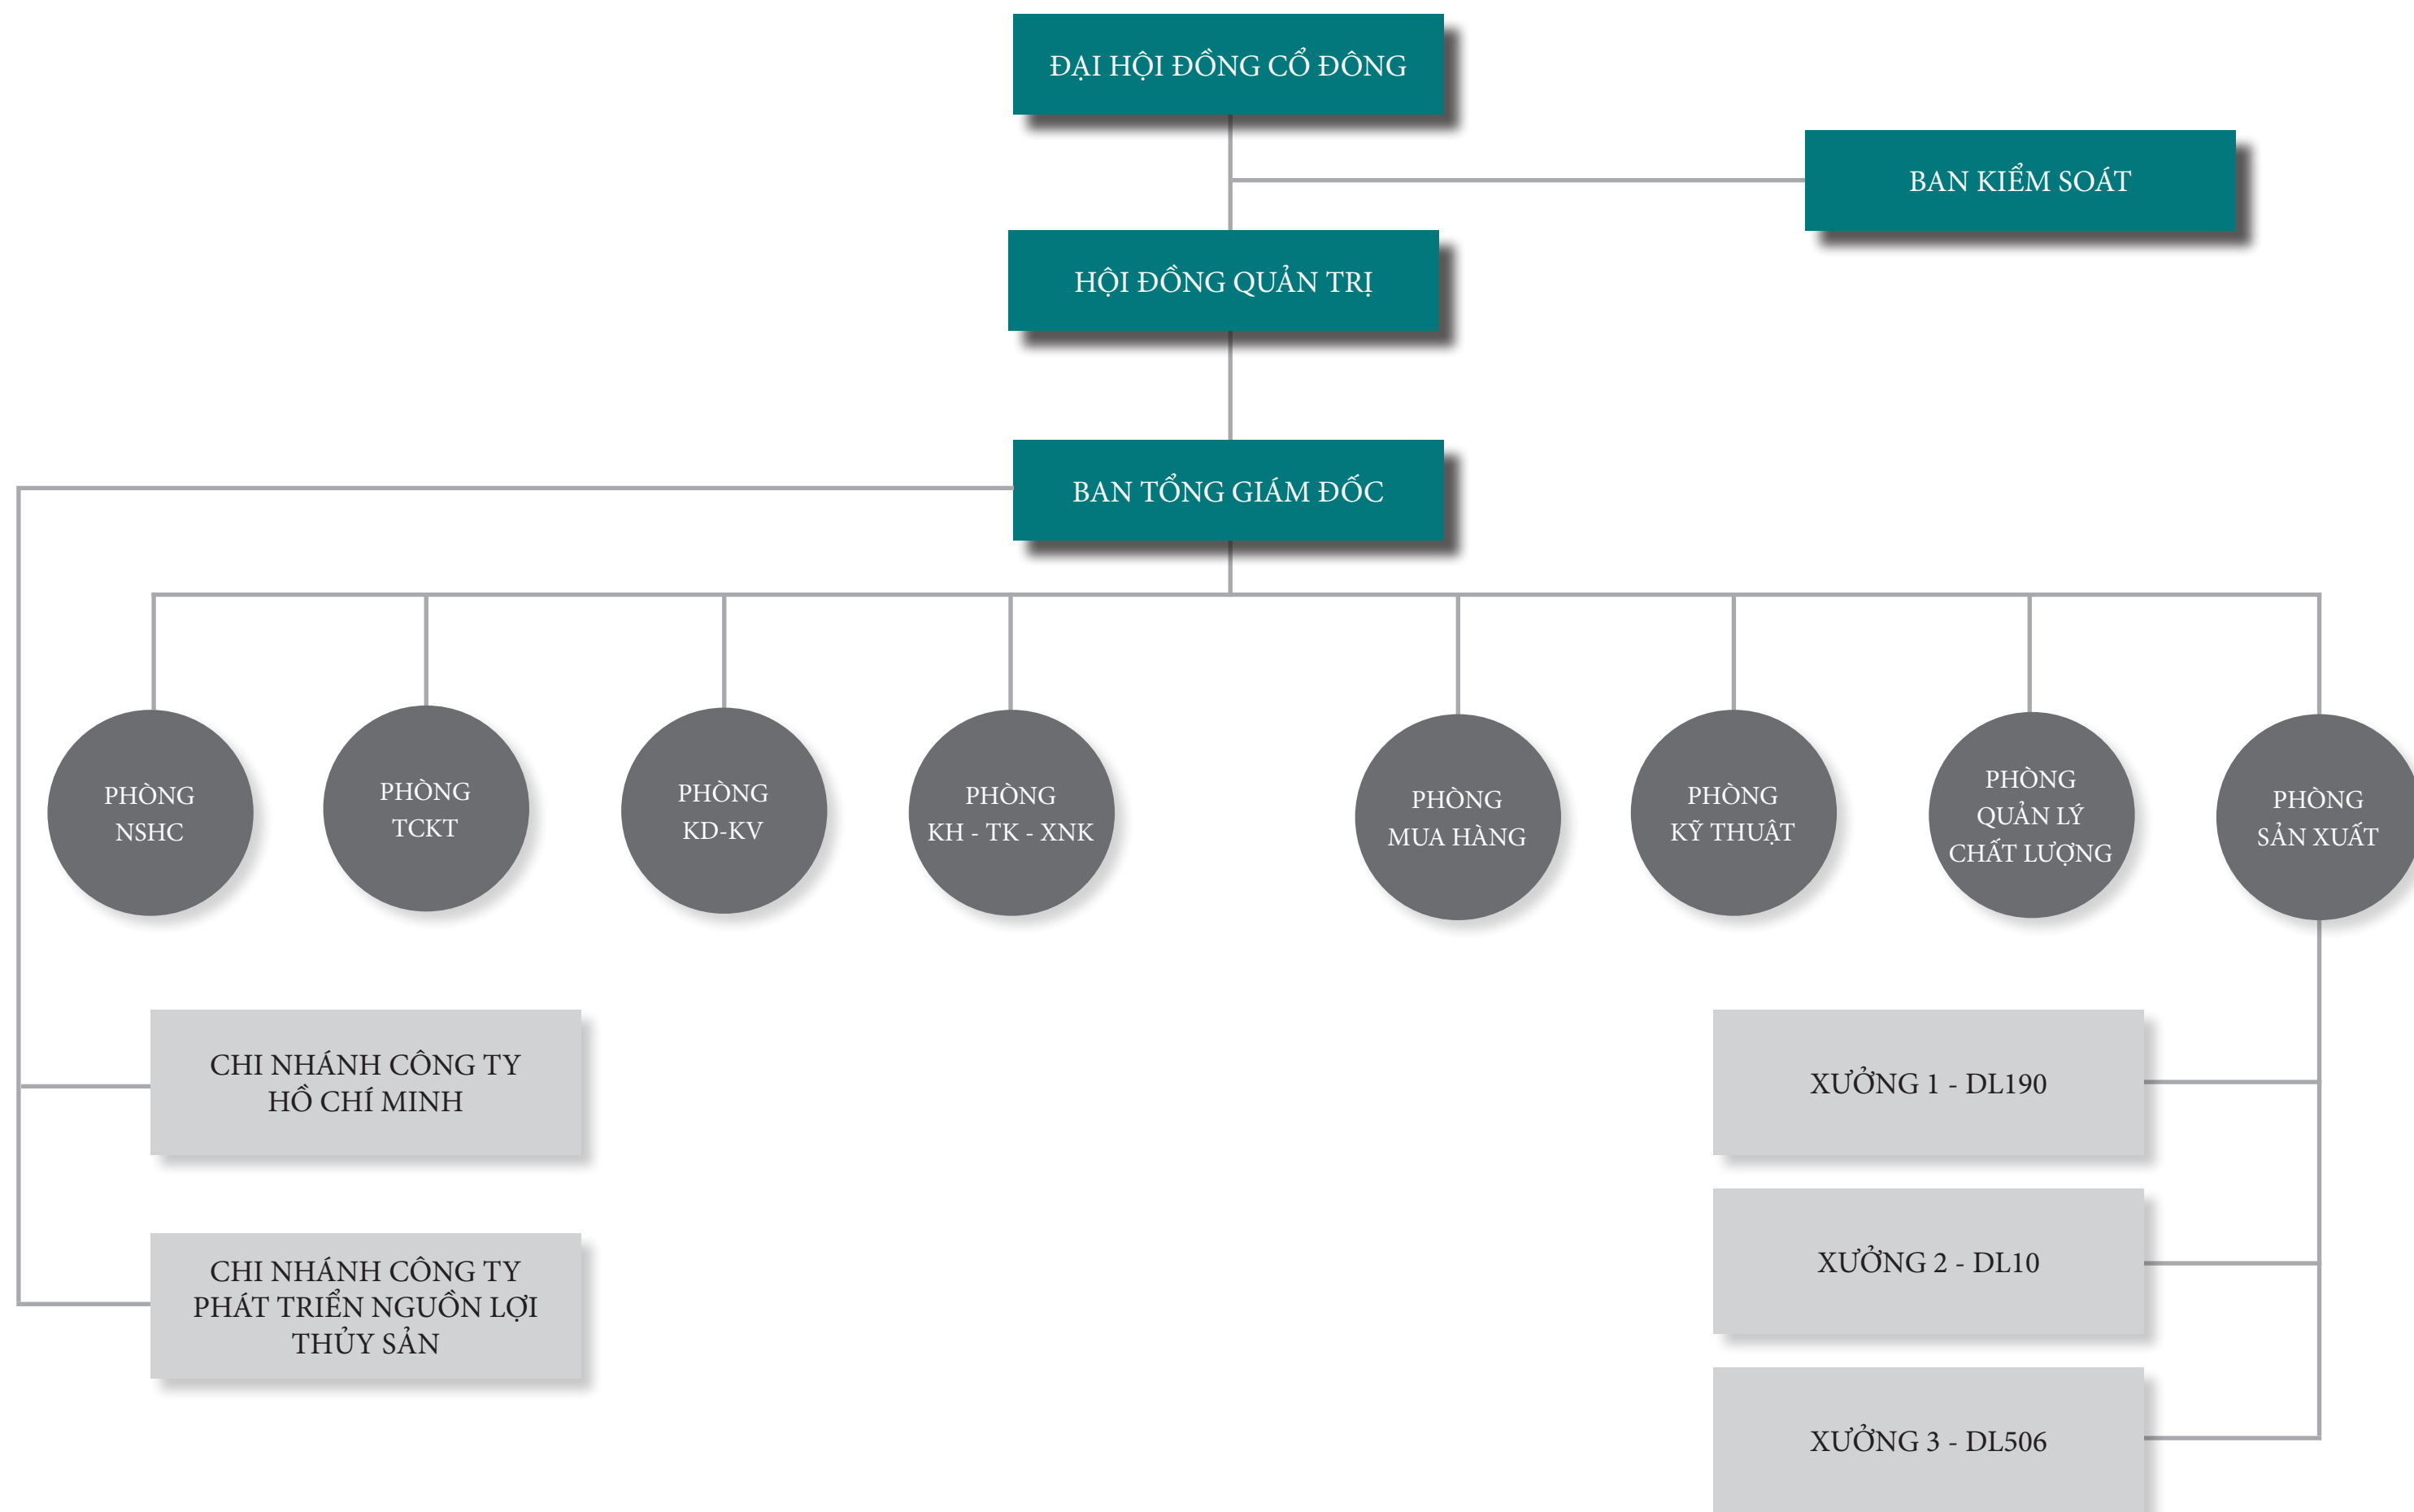 ĐẠI HỘI ĐỒNG CỔ ĐÔNG
BAN KIỂM SOÁT
HỘI ĐỒNG QUẢN TRỊ
BAN TỔNG GIÁM ĐỐC
PHÒNG
NSHC
PHÒNG
TCKT
PHÒNG
KD-KV
PHÒNG
KH - TK - XNK
PHÒNG
MUA HÀNG
PHÒNG
KỸ THUẬT
PHÒNG
QUẢN LÝ
CHẤT LƯỢNG
PHÒNG
SẢN XUẤT
CHI NHÁNH CÔNG TY
HỒ CHÍ MINH
CHI NHÁNH CÔNG TY
PHÁT TRIỂN NGUỒN LỢI
THỦY SẢN
XƯỞNG 1 - DL190
XƯỞNG 2 - DL10
XƯỞNG 3 - DL506